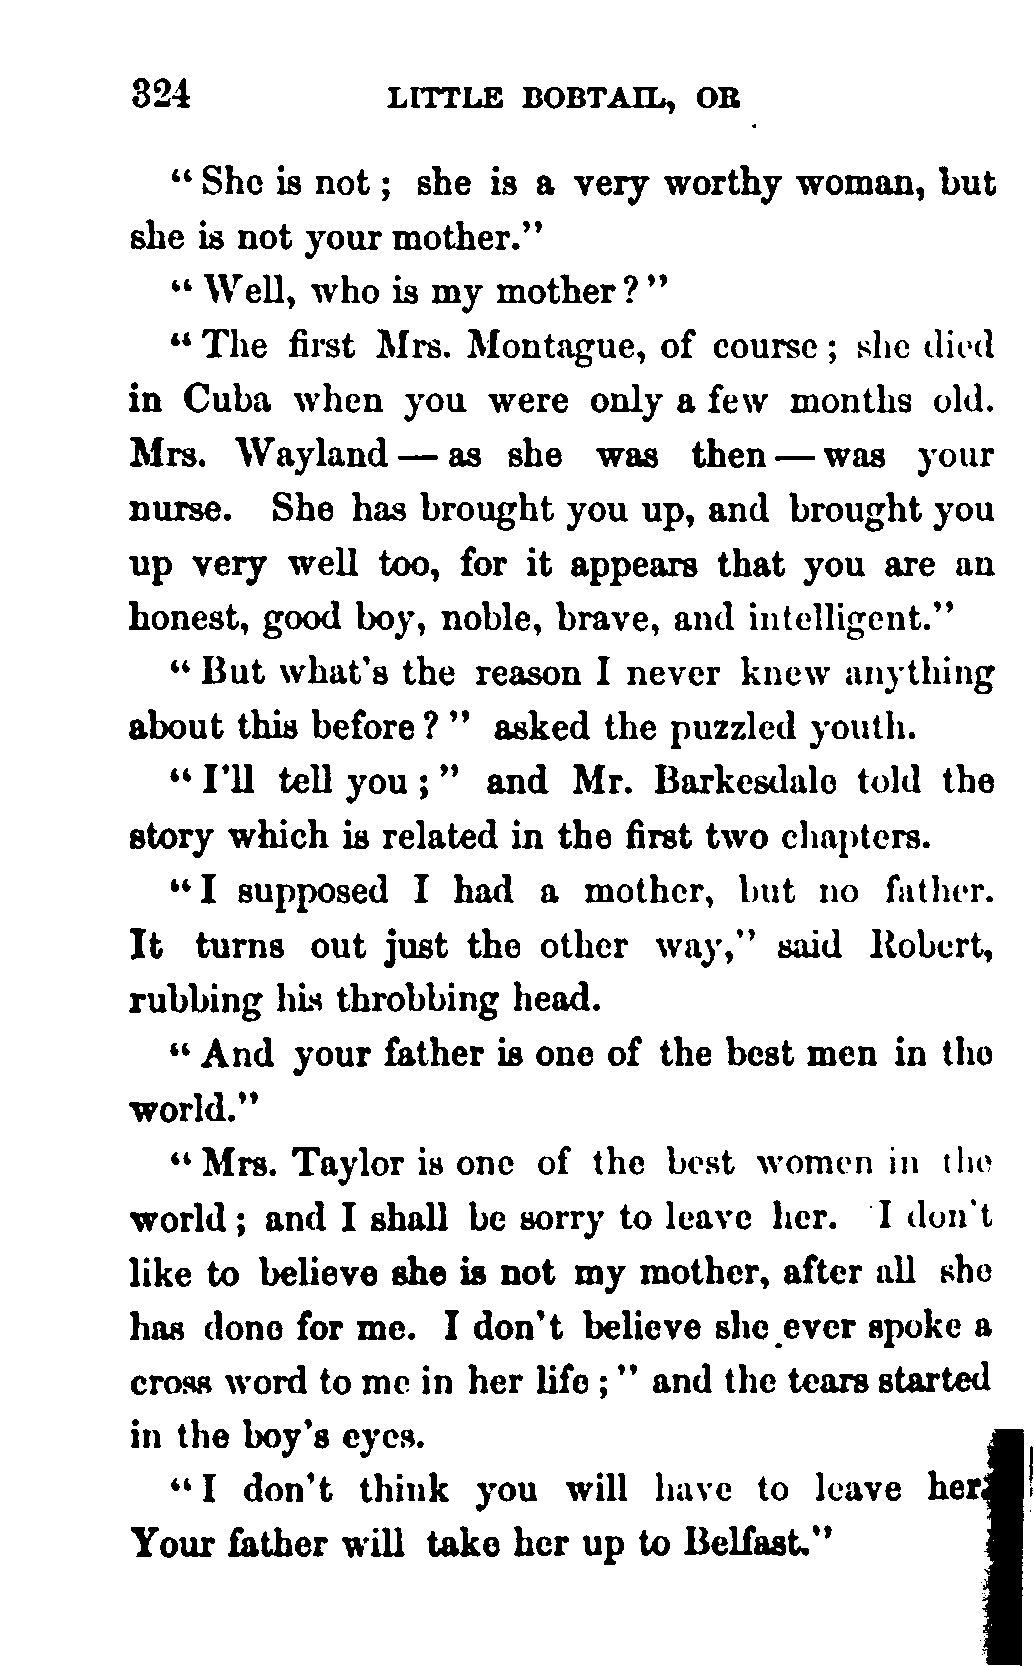 324 LITTLE BOBTAIL, OR
“She is not; she is a very worthy woman, but
she is not your mother.”
“Well, who is my mother?”
“The first Mrs. Montague, of course; she died
in Cuba when you were only a few months old.
Mrs. Wayland — as she was then — was your
nurse. She has brought you up, and brought you
up very well too, for it appears that you are an
honest, good boy, noble, brave, and intelligent.”
“But what's the reason I never knew anything
about this before?” asked the puzzled youth.
“I'll tell you;” and Mr. Barkesdale told the
story which is related in the first two chapters.
“I supposed I had a mother, but no father.
It turns out just the other way,” said Robert,
rubbing his throbbing head.
“And your father is one of the best men in the
world.”
“Mrs. Taylor is one of the best women in the
world; and I shall be sorry to leave her. I don't
like to believe she is not my mother, after all she
has done for me. I don't believe she ever spoke a
cross word to me in her life;” and the tears started
in the boy's eyes.
“I don't think you will have to leave her.
Your father will take her up to Belfast.”